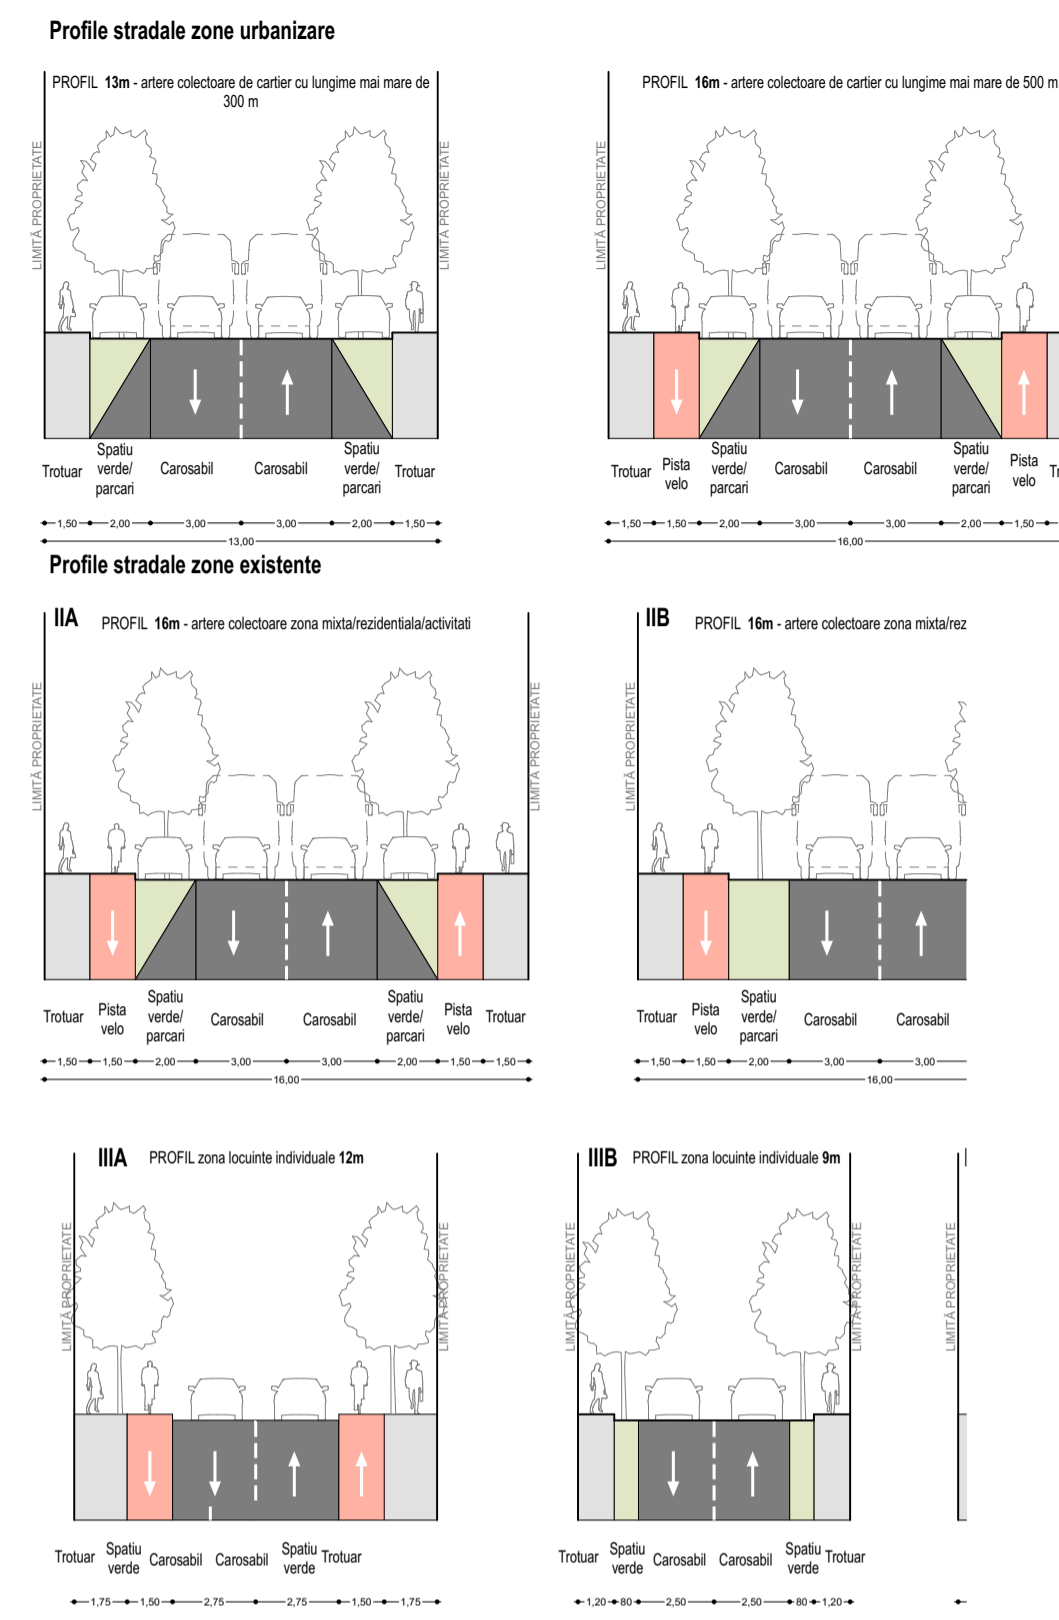 Profile stradale zone urbanizare
PROFIL 13m - artere colectoare de cartier cu lungime mai mare de
300 m
LIMITĂ PROPRIETATE
LIMITĂ PROPRIETATE
Trotuar
Spatiu
verde/
parcari
Carosabil
Carosabil
Spatiu
verde/
parcari
Trotuar
1,50 2,00 3,00 3,00 2,00 1,50
13,00
PROFIL 16m - artere colectoare de cartier cu lungime mai mare de 500 m
LIMITĂ PROPRIETATE
Trotuar
Pista
velo
Spatiu
verde/
parcari
Carosabil
Carosabil
Spatiu
verde/
parcari
Pista
velo
Tr
1,50 1,50 2,00 3,00 3,00 2,00 1,50
16,00
Profile stradale zone existente
IIA PROFIL 16m - artere colectoare zona mixta/rezidentiala/activitati
LIMITĂ PROPRIETATE
LIMITĂ PROPRIETATE
Trotuar
Pista
velo
Spatiu
verde/
parcari
Carosabil
Carosabil
Spatiu
verde/
parcari
Pista
velo
Trotuar
1,50 1,50 2,00 3,00 3,00 2,00 1,50 1,50
16,00
IIB PROFIL 16m - artere colectoare zona mixta/rez
LIMITĂ PROPRIETATE
Trotuar
Pista
velo
Spatiu
verde/
parcari
Carosabil
Carosabil
1,50 1,50 2,00 3,00 3,00
16,00
IIIA PROFIL zona locuinte individuale 12m
LIMITĂ PROPRIETATE
LIMITĂ PROPRIETATE
Trotuar
Spatiu
verde
Carosabil
Carosabil
Spatiu
verde
Trotuar
1,75 1,50 2,75 2,75 1,50 1,75
IIIB PROFIL zona locuinte individuale 9m
LIMITĂ PROPRIETATE
LIMITĂ PROPRIETATE
Trotuar
Spatiu
verde
Carosabil
Carosabil
Spatiu
verde
Trotuar
1,20 80 2,50 2,50 80 1,20
LIMITĂ PROPRIETATE